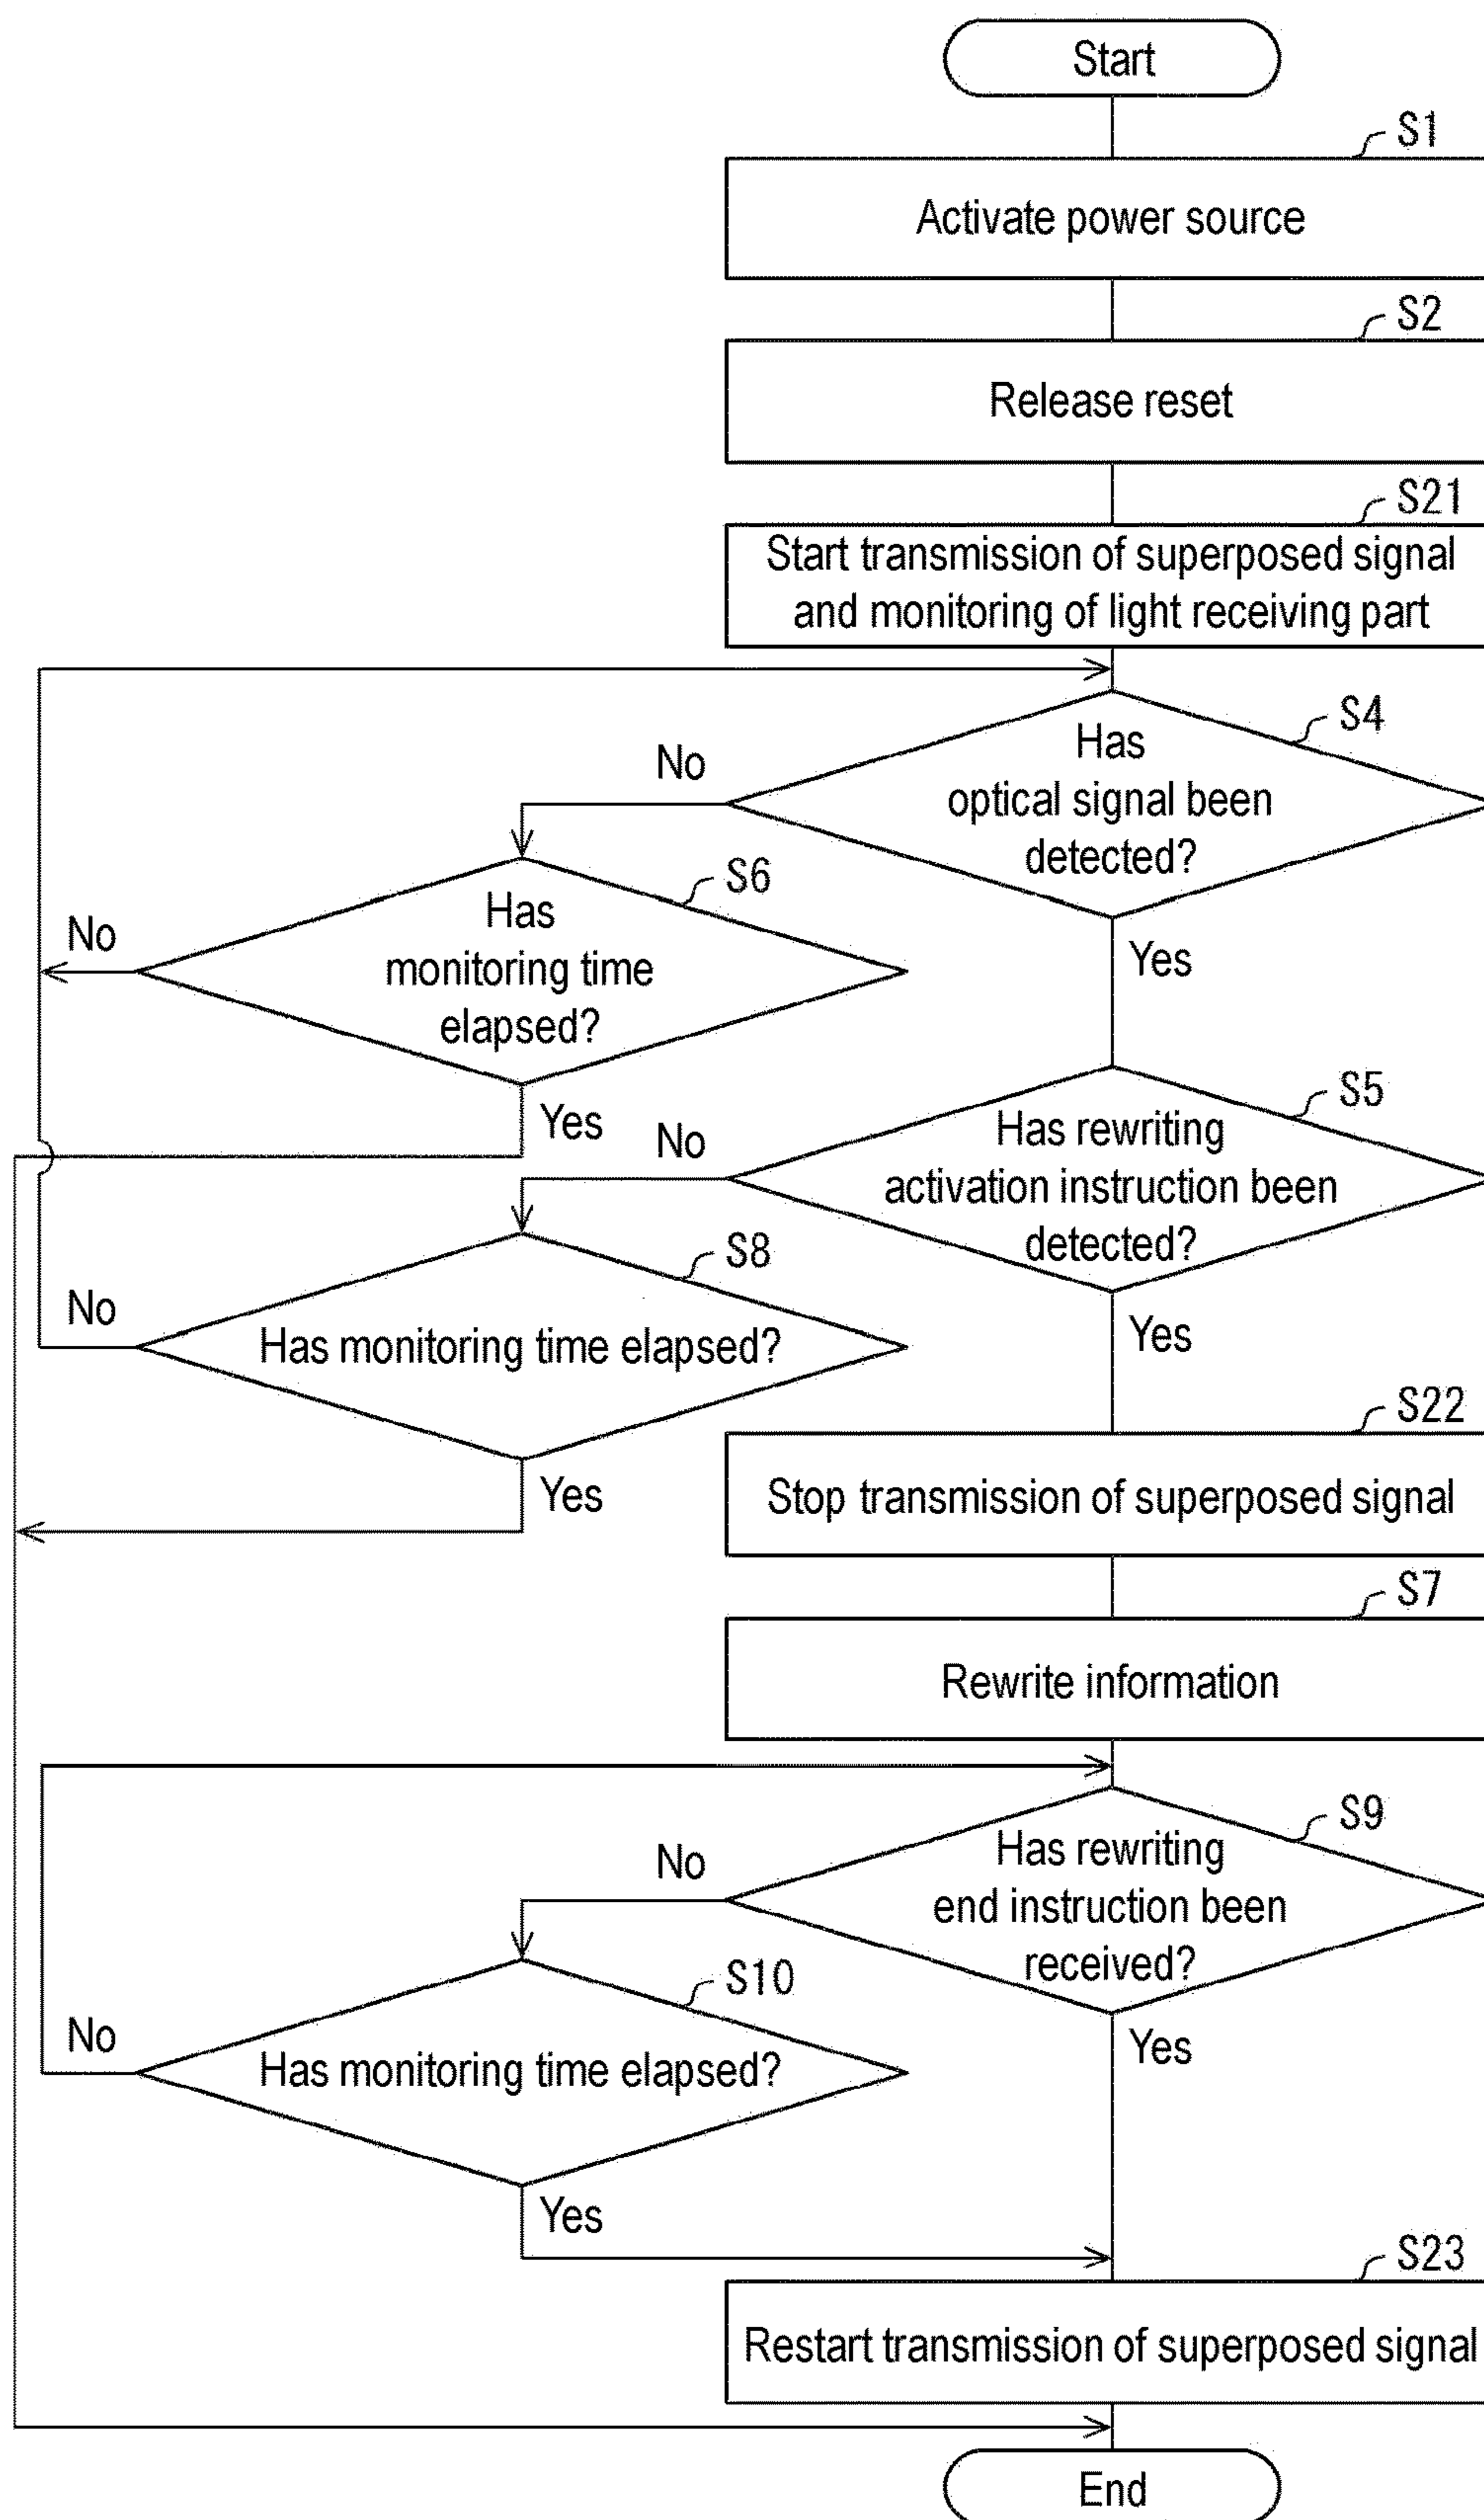 Start
S1
Activate power source
S2
Release reset
S21
Start transmission of superposed signal
and monitoring of light receiving part
S4
No
Has
optical signal been
detected?
S6
No
Has
monitoring time
elapsed?
Yes
Yes
S5
No
Has rewriting
activation instruction been
detected?
S8
No
Has monitoring time elapsed?
Yes
Yes
S22
Stop transmission of superposed signal
S7
Rewrite information
S9
No
Has rewriting
end instruction been
received?
S10
No
Has monitoring time elapsed?
Yes
Yes
S23
Restart transmission of superposed signal
End